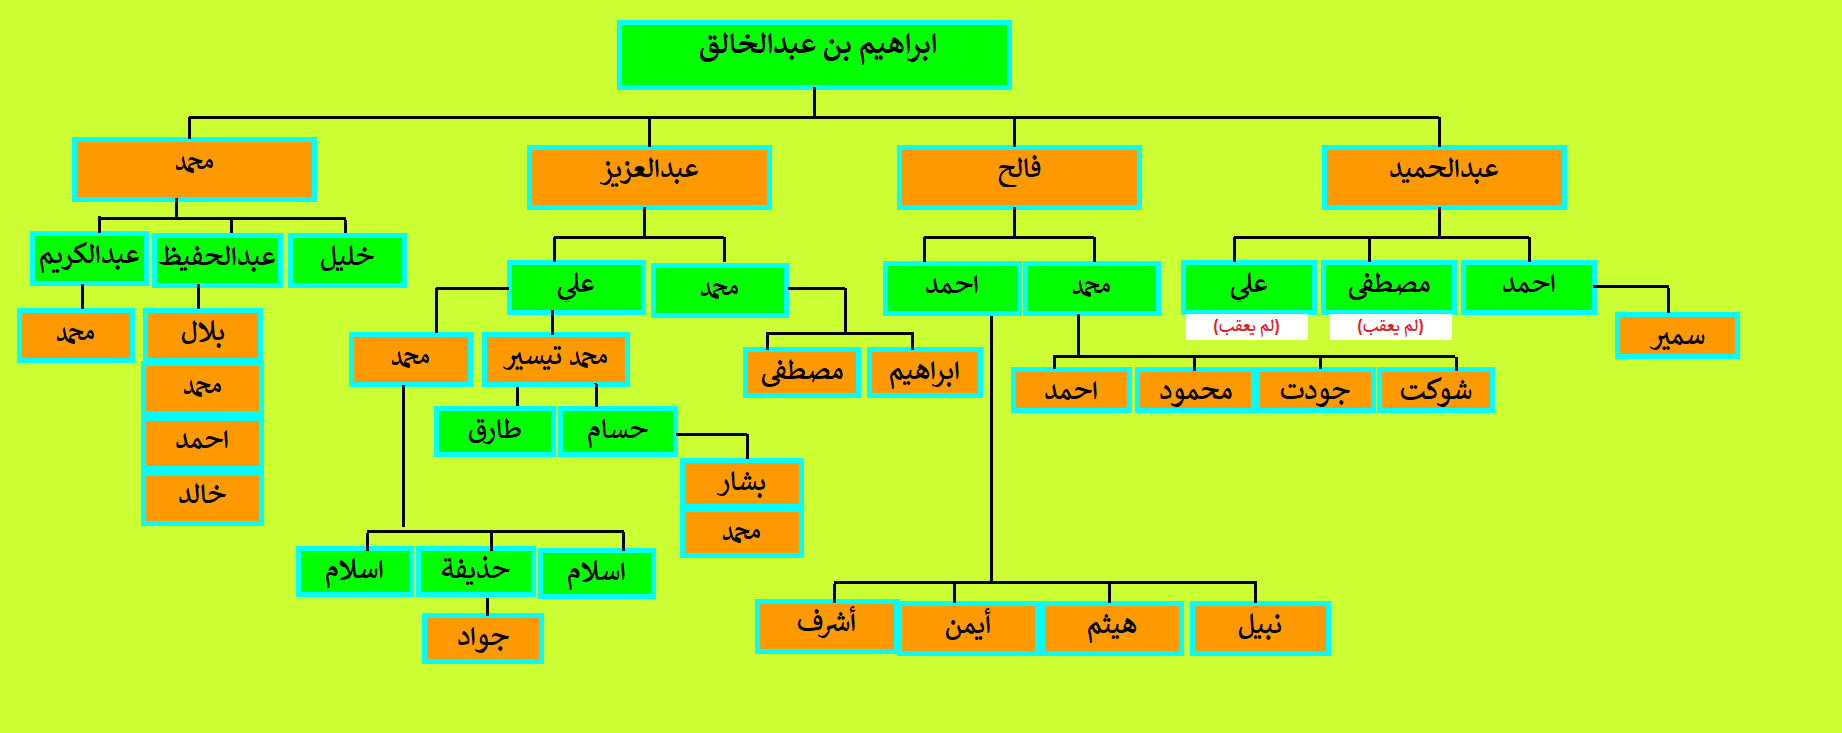 ابراهيم بن عبدالخالق
عبدالحميد
فالح
عبدالعزيز
محمد
احمد
مصطفى
علي
محمد
احمد
محمد
علي
خليل
عبدالحفيظ
عبدالكريم
(لم يعقب)
(لم يعقب)
سمير
شوكت
جودت
محمود
احمد
ابراهيم
مصطفى
محمد تيسير
محمد
بلال
محمد
محمد
احمد
خالد
حسام
طارق
بشار
محمد
اسلام
حذيفة
اسلام
جواد
نبيل
هيثم
أيمن
أشرف